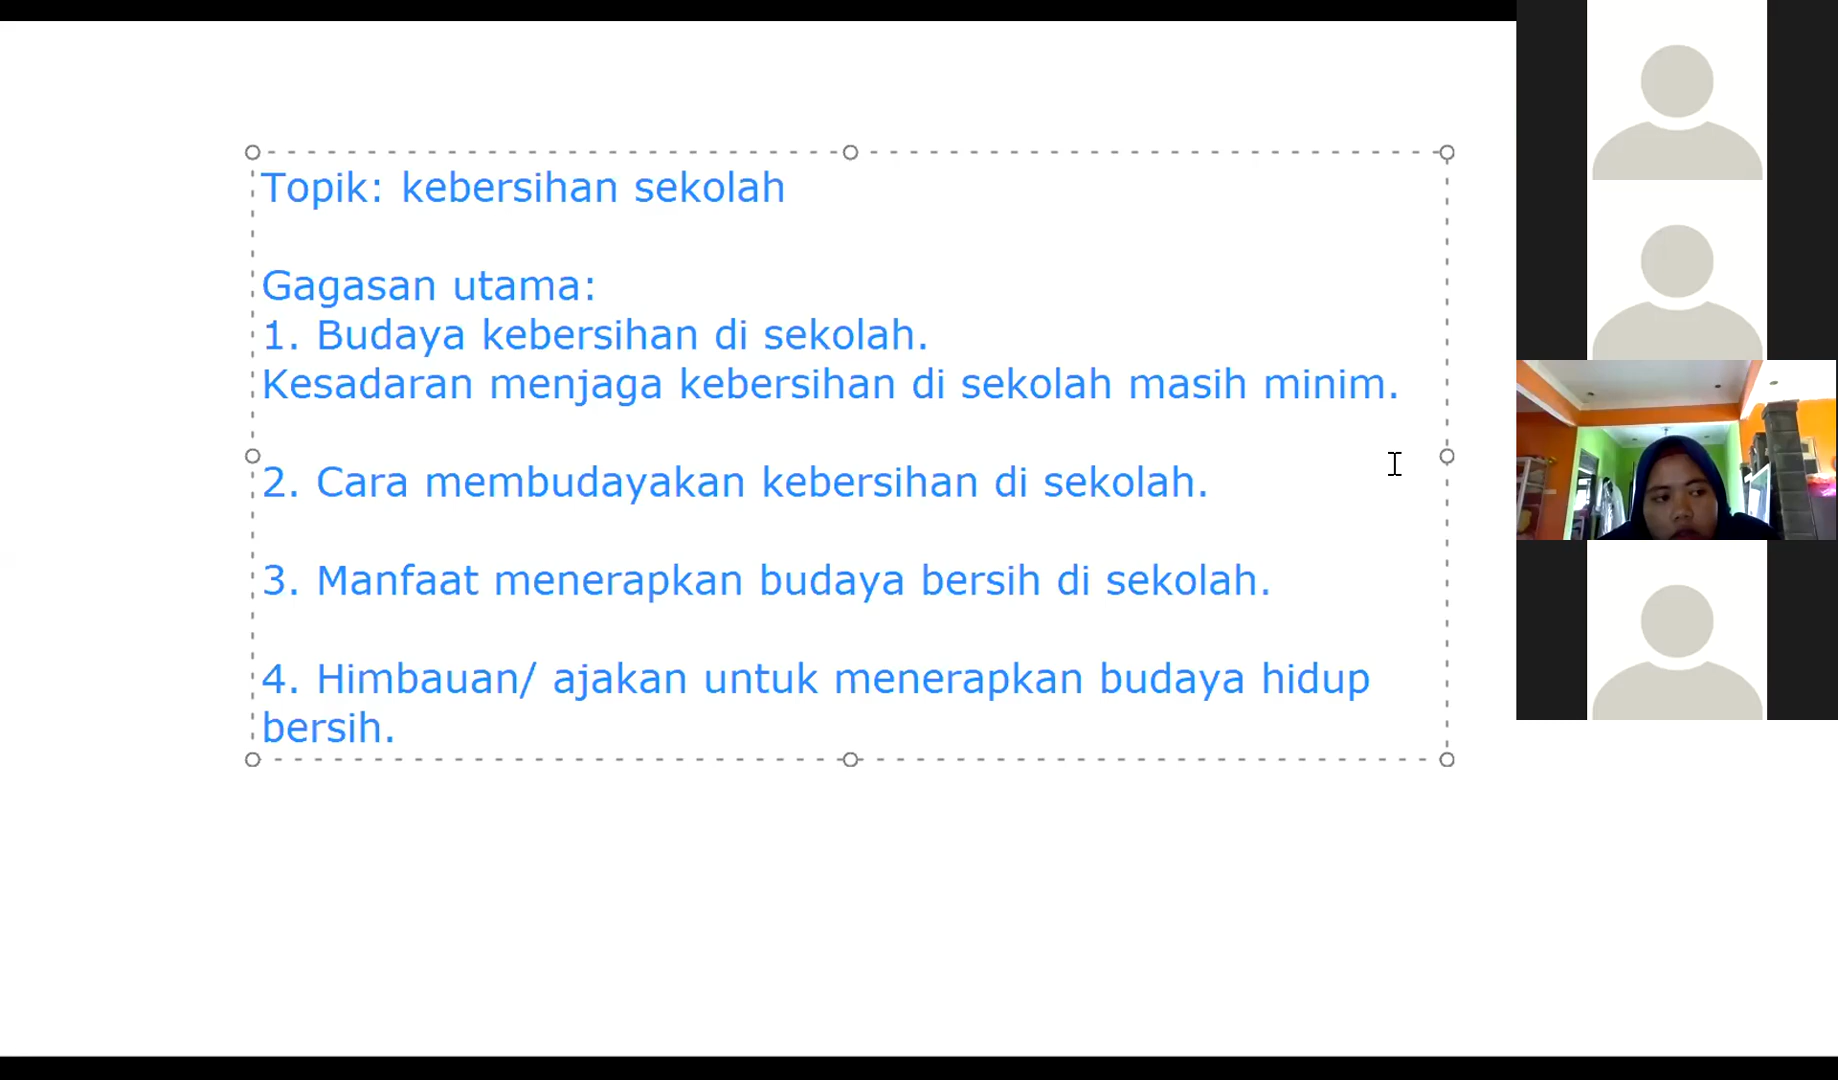 Topik: kebersihan sekolah
Gagasan utama:
1. Budaya kebersihan di sekolah.
Kesadaran menjaga kebersihan di sekolah masih minim.
2. Cara membudayakan kebersihan di sekolah.
3. Manfaat menerapkan budaya bersih di sekolah.
4. Himbauan/ ajakan untuk menerapkan budaya hidup
bersih.